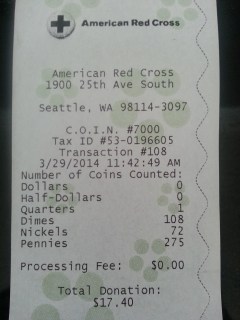 American Red Cross
American Red Cross
1900 25th Ave South
Seattle, WA 98114-3097
C.O.I.N. #7000
Tax ID #53-0196605
Transaction #108
3/29/2014 11:42:49 AM
Number of Coins Counted:
Dollars 0
Half-Dollars 0
Quarters 1
Dimes 108
Nickels 72
Pennies 275
Processing Fee: $0.00
Total Donation:
$17.40